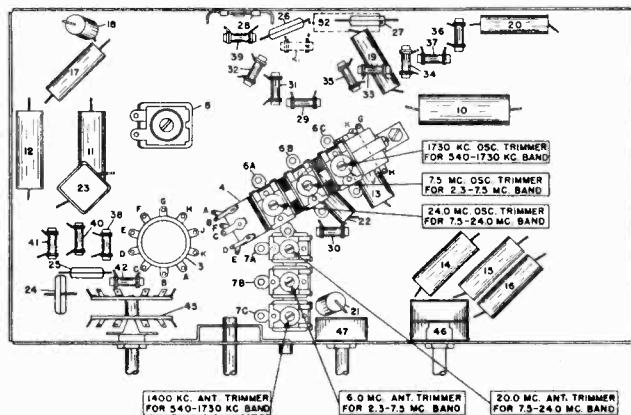 18
17
12
11
23
8
28
26
52
27
39
32
31
29
35
19
33
34
36
37
20
10
6C
K
G
H
6B
6A
4
A
B
F
C
D
E
13
22
30
7A
7B
7C
21
47
46
14
15
16
41
40
38
25
24
42
45
F
G
H
E
J
D
K
C
B
A
3
1730 KC. OSC. TRIMMER
FOR 540-1730 KC BAND
7.5 MC. OSC. TRIMMER
FOR 2.3-7.5 MC. BAND
24.0 MC. OSC TRIMMER
FOR 7.5-24.0 MC. BAND
1400 KC. ANT. TRIMMER
FOR 540-1730 KC BAND
6.0 MC. ANT. TRIMMER
FOR 2.3-7.5 MC. BAND
20.0 MC. ANT. TRIMMER
FOR 7.5-24.0 MC. BAND